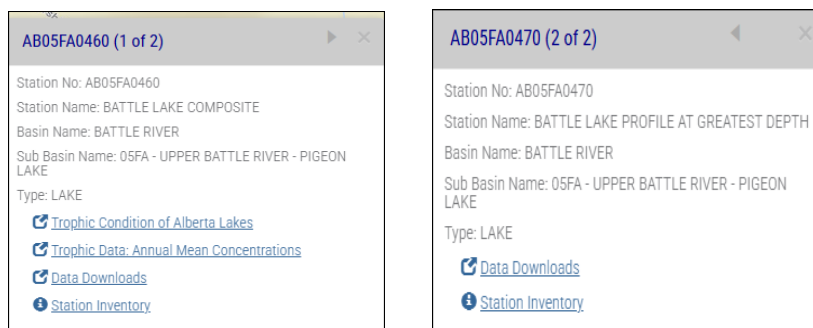 AB05FA0460 (1 of 2)
Station No: AB05FA0460
Station Name: BATTLE LAKE COMPOSITE
Basin Name: BATTLE RIVER
Sub Basin Name: 05FA - UPPER BATTLE RIVER - PIGEON
LAKE
Type: LAKE
Trophic Condition of Alberta Lakes
Trophic Data: Annual Mean Concentrations
Data Downloads
Station Inventory
AB05FA0470 (2 of 2)
Station No: AB05FA0470
Station Name: BATTLE LAKE PROFILE AT GREATEST DEPTH
Basin Name: BATTLE RIVER
Sub Basin Name: 05FA - UPPER BATTLE RIVER - PIGEON
LAKE
Type: LAKE
Data Downloads
Station Inventory